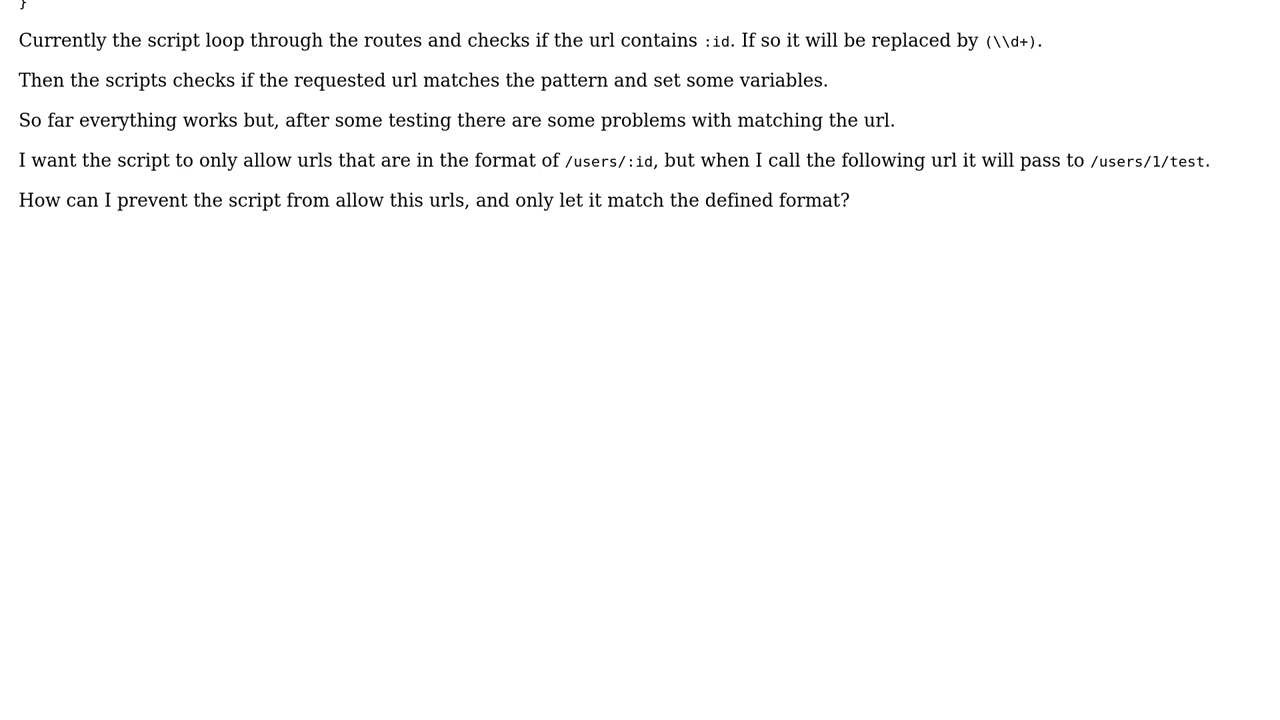 }
Currently the script loop through the routes and checks if the url contains :id. If so it will be replaced by (\\d+).
Then the scripts checks if the requested url matches the pattern and set some variables.
So far everything works but, after some testing there are some problems with matching the url.
I want the script to only allow urls that are in the format of /users/:id, but when I call the following url it will pass to /users/1/test.
How can I prevent the script from allow this urls, and only let it match the defined format?